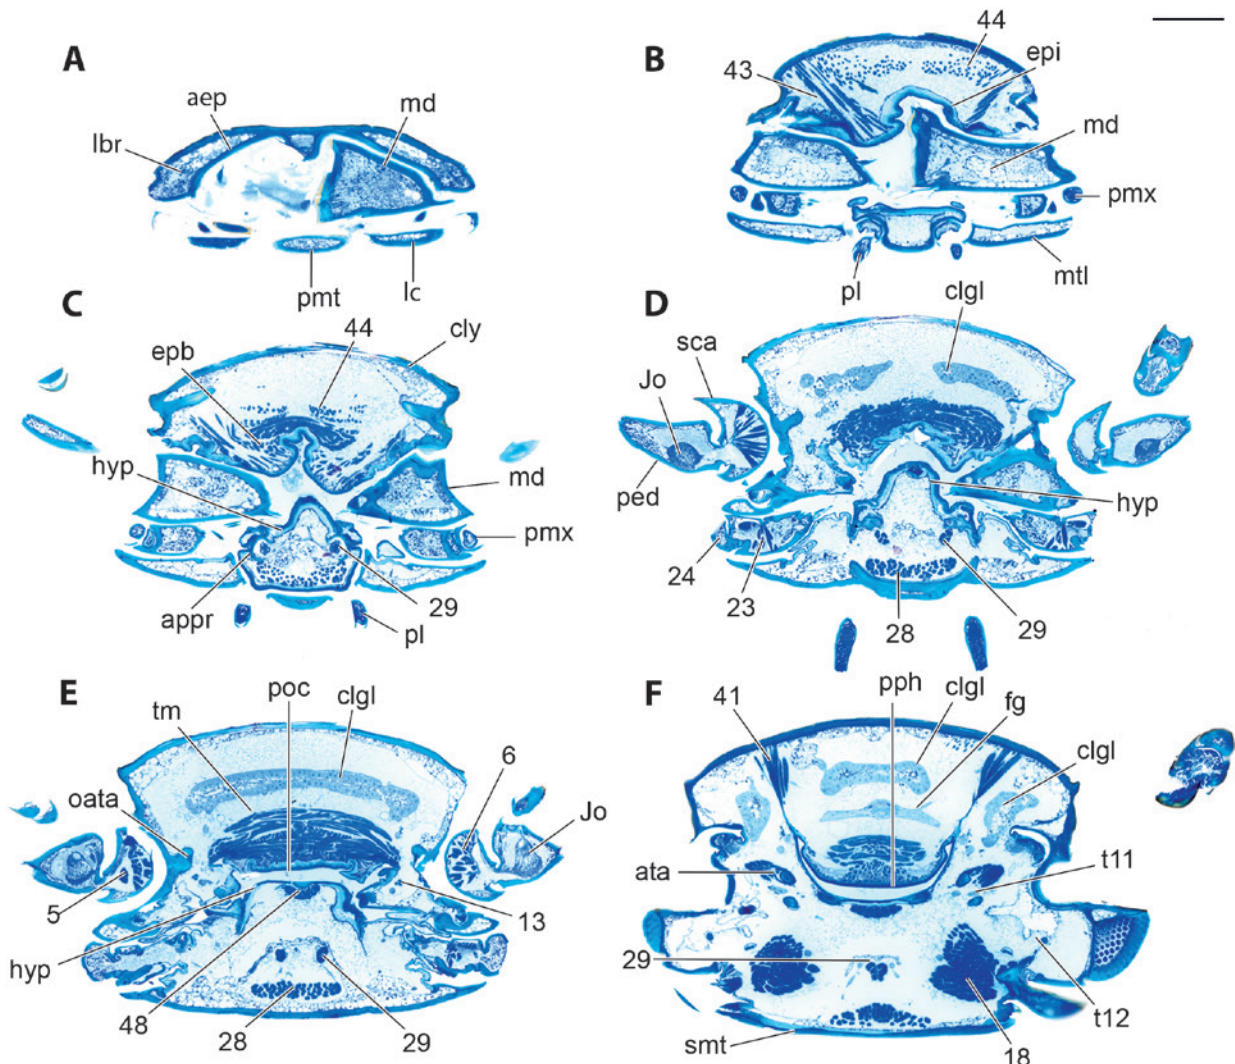 A
aep
md
lbr
pmt
lc
B
44
43
epi
md
pmx
mtl
pl
C
44
cly
epb
hyp
md
pmx
appr
29
pl
D
clgl
sca
Jo
ped
hyp
24
23
28
29
E
poc
clgl
tm
6
oata
Jo
5
13
hyp
48
28
29
F
pph
clgl
fg
41
clgl
ata
t11
29
t12
smt
18